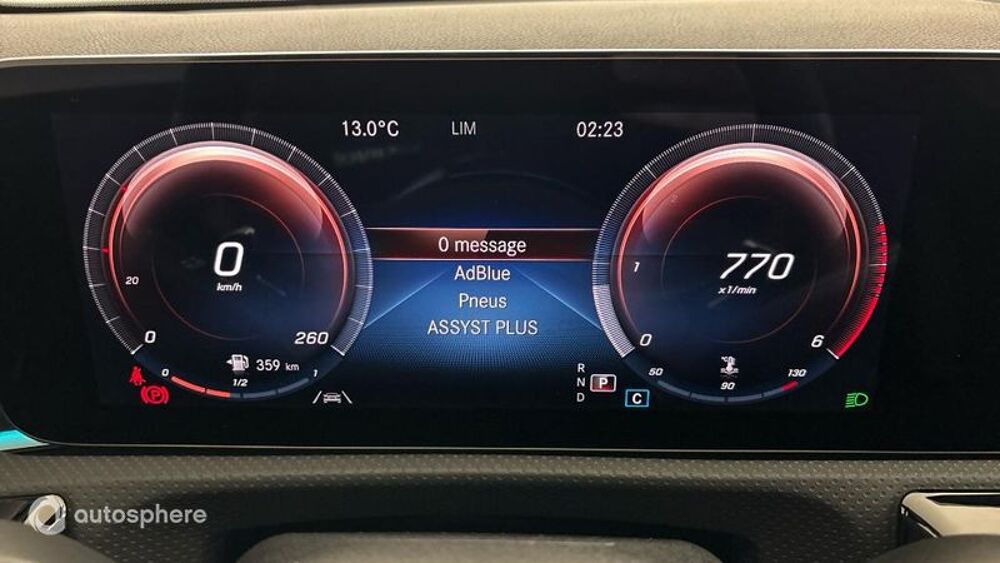 13.0°C LIM 02:23
0 message
AdBlue
Pneus
ASSYST PLUS
0
km/h
20
0 260
359 km
0 1/2 1
770
x1/min
1
0 6
°C
50 90 130
R
N P
D C
autosphere